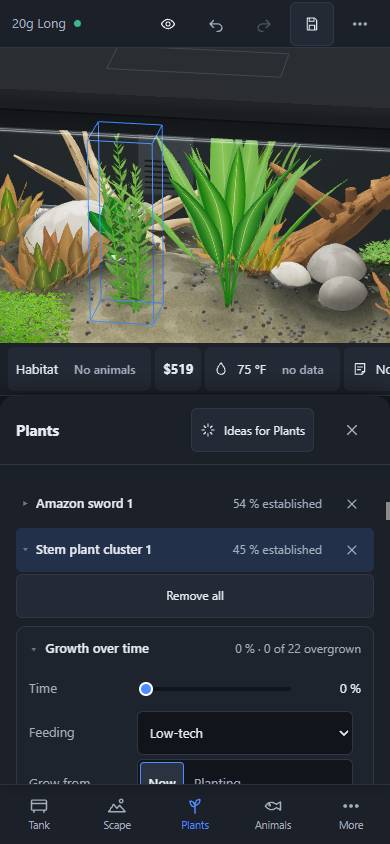 20g Long
Habitat No animals $519 75 °F no data No
Plants Ideas for Plants
Amazon sword 1 54 % established
Stem plant cluster 1 45 % established
Remove all
Growth over time 0 % · 0 of 22 overgrown
Time 0 %
Feeding Low-tech
Grow from Now Planting
Tank Scape Plants Animals More